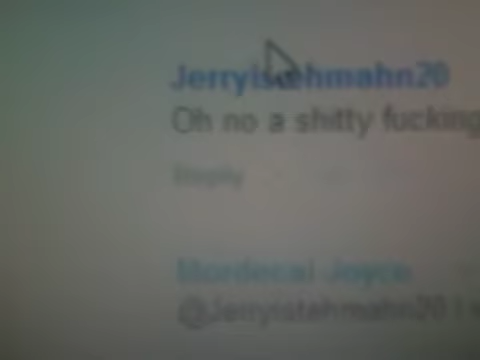 Jerryistehmahn20
Oh no a shitty fucking
Reply
Mordecai Joyce
@Jerryistehmahn20 I